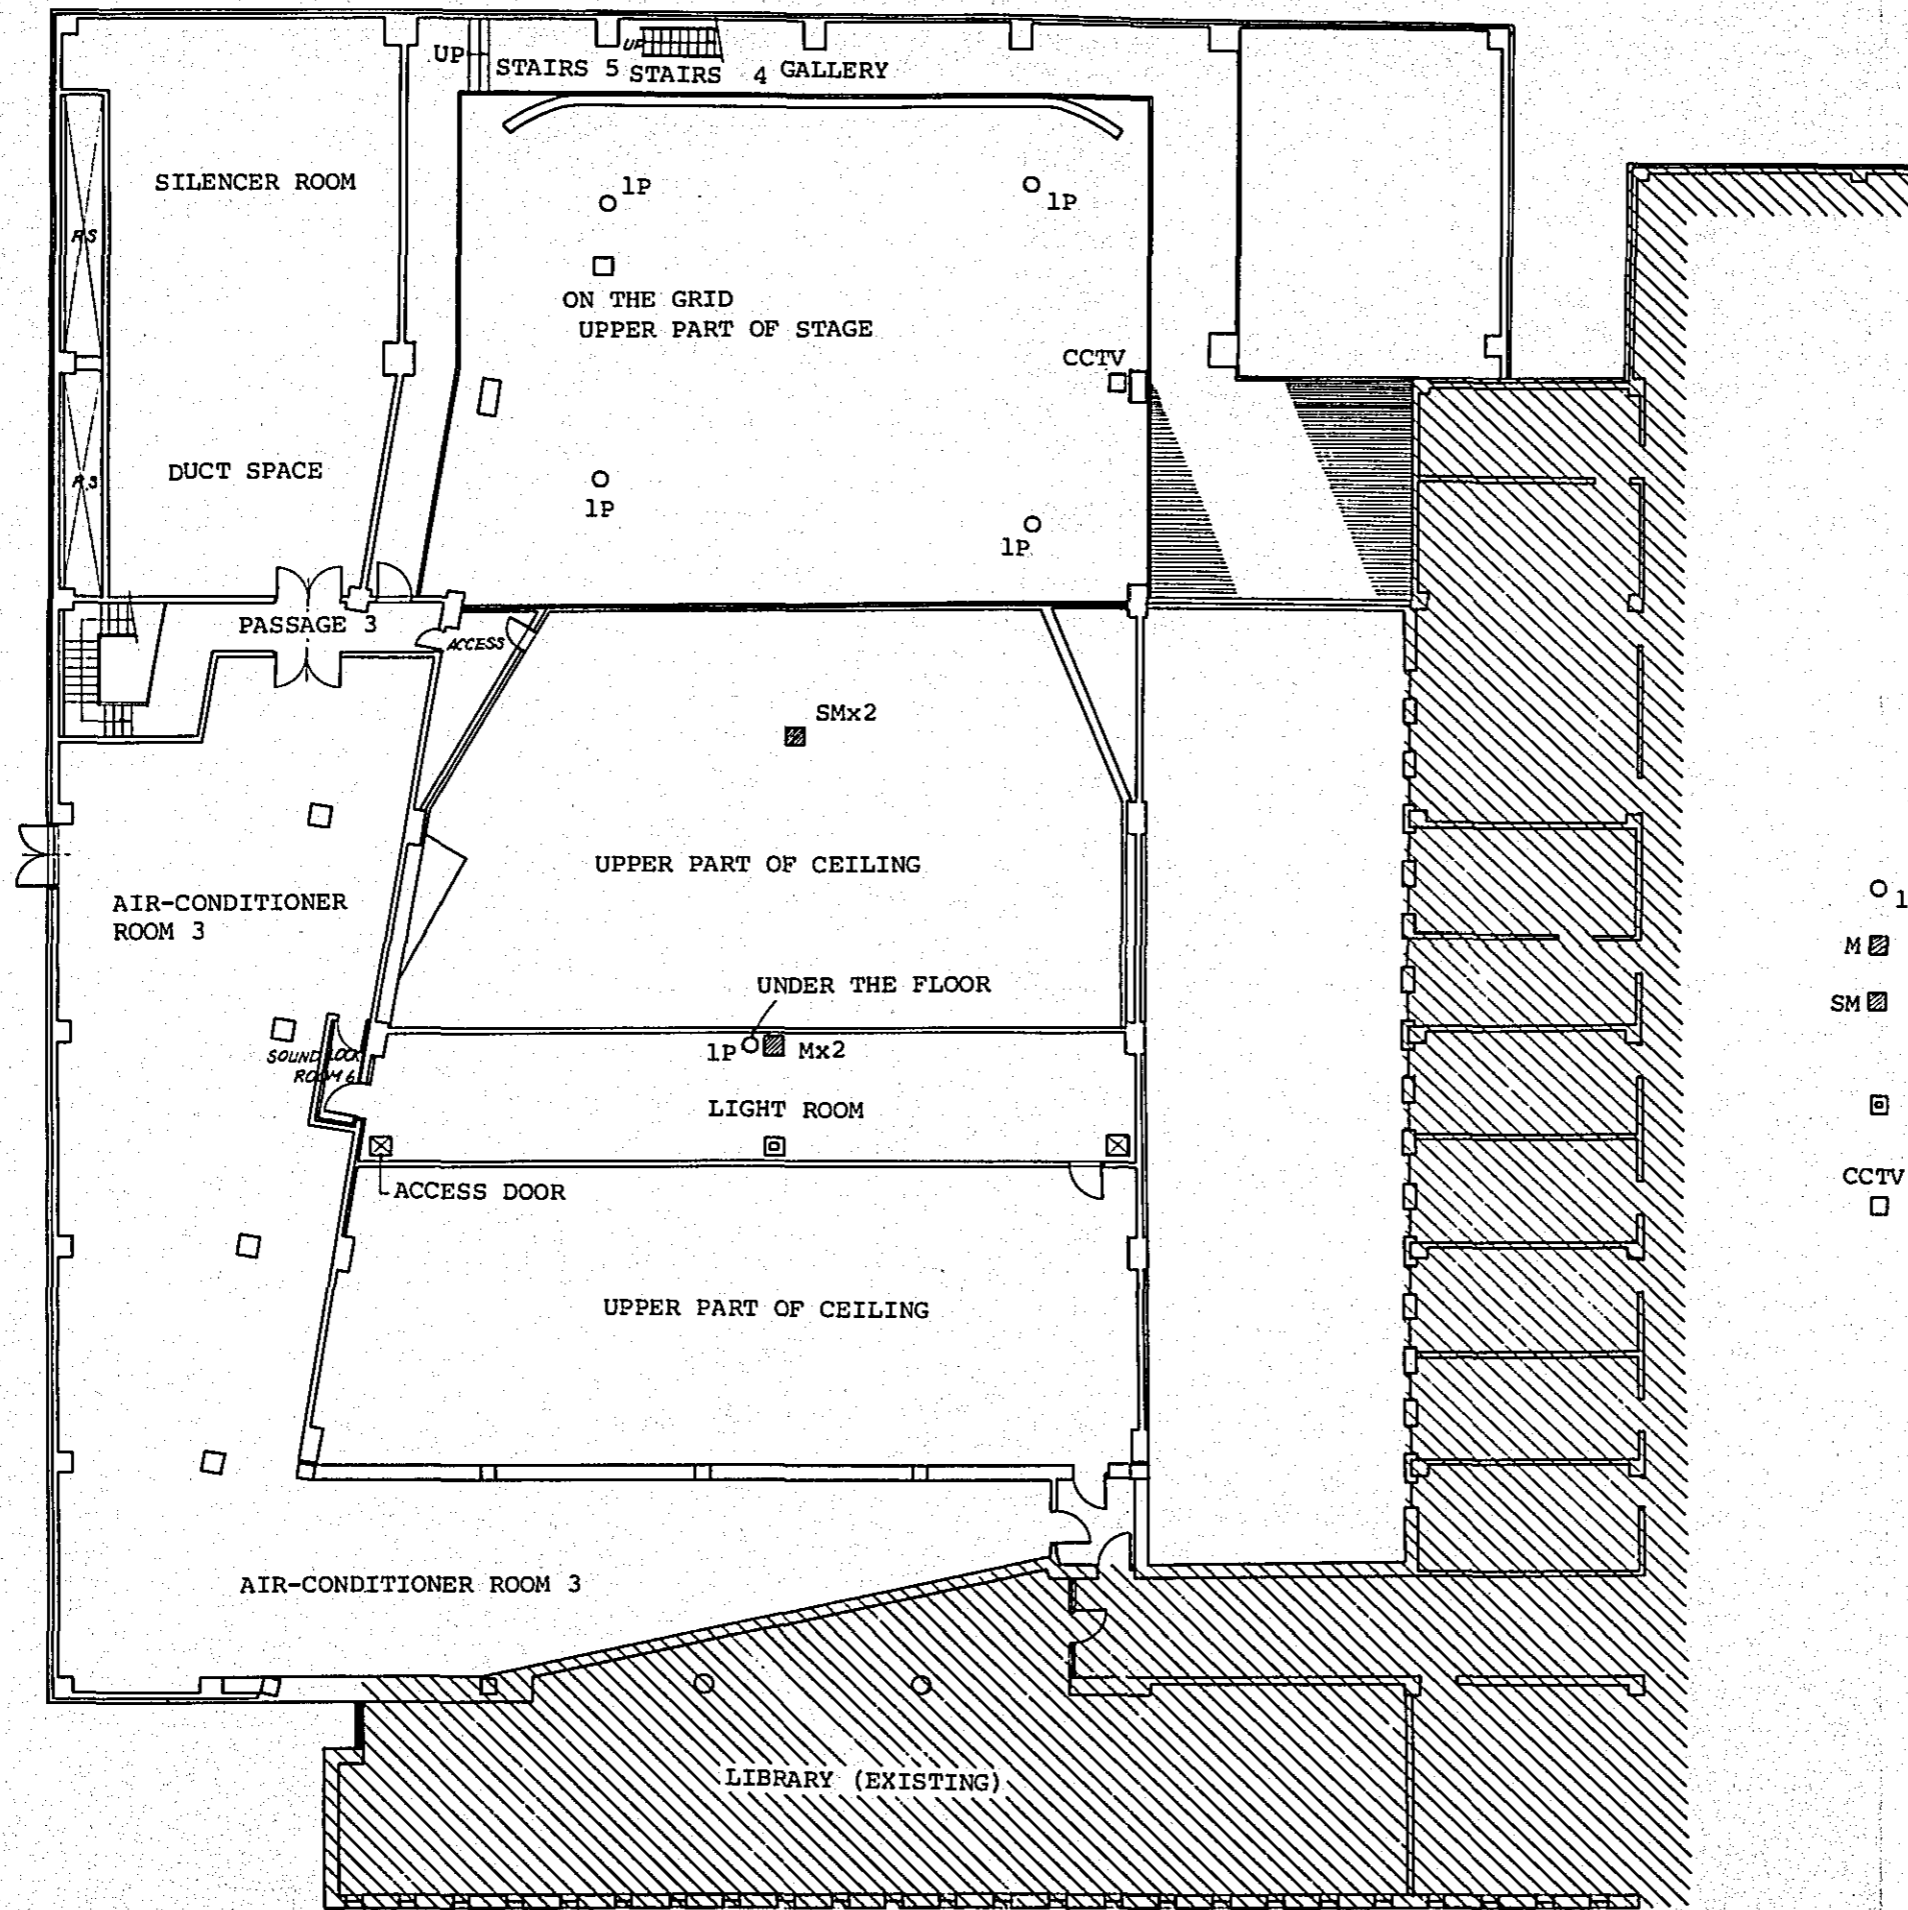 UP
STAIRS 5
UP
STAIRS 4
GALLERY
SILENCER ROOM
1P
1P
R.S
ON THE GRID
UPPER PART OF STAGE
CCTV
DUCT SPACE
R.S
1P
1P
PASSAGE 3
ACCESS
SMx2
UPPER PART OF CEILING
AIR-CONDITIONER
ROOM 3
1
M
SM
UNDER THE FLOOR
1P
Mx2
SOUND LOCK
ROOM 6
LIGHT ROOM
CCTV
ACCESS DOOR
UPPER PART OF CEILING
AIR-CONDITIONER ROOM 3
LIBRARY (EXISTING)